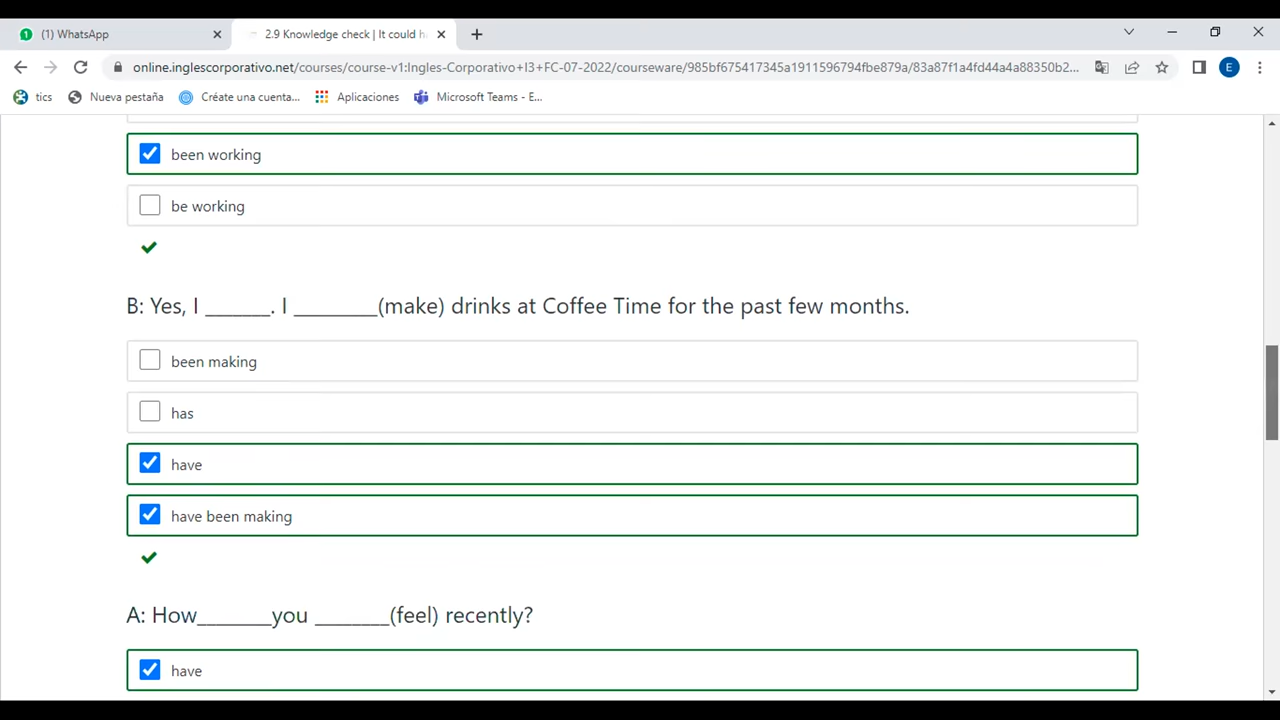 1 (1) WhatsApp
2.9 Knowledge check | It could h
online.inglescorporativo.net/courses/course-v1:Ingles-Corporativo+I3+FC-07-2022/courseware/985bf675417345a1911596794fbe879a/83a87f1a4fd44a4a88350b2... E
tics Nueva pestaña Créate una cuenta... Aplicaciones Microsoft Teams - E...
been working
be working
B: Yes, I _______. I _________(make) drinks at Coffee Time for the past few months.
been making
has
have
have been making
A: How________you ________(feel) recently?
have